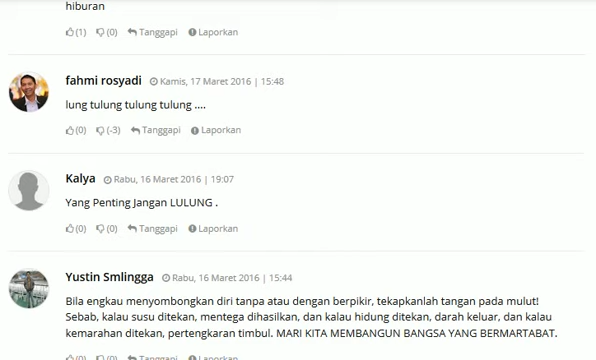 hiburan
(1) (0) Tanggapi Laporkan
fahmi rosyadi Kamis, 17 Maret 2016 | 15:48
lung tulung tulung tulung ....
(0) (-3) Tanggapi Laporkan
Kalya Rabu, 16 Maret 2016 | 19:07
Yang Penting Jangan LULUNG .
(0) (0) Tanggapi Laporkan
Yustin Smlingga Rabu, 16 Maret 2016 | 15:44
Bila engkau menyombongkan diri tanpa atau dengan berpikir, tekapkanlah tangan pada mulut!
Sebab, kalau susu ditekan, mentega dihasilkan, dan kalau hidung ditekan, darah keluar, dan kalau
kemarahan ditekan, pertengkaran timbul. MARI KITA MEMBANGUN BANGSA YANG BERMARTABAT.
(0) (0) Tanggapi Laporkan